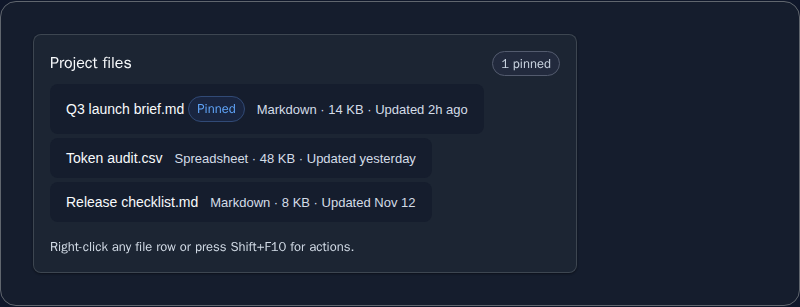 Project files 1 pinned
Q3 launch brief.md Pinned Markdown · 14 KB · Updated 2h ago
Token audit.csv Spreadsheet · 48 KB · Updated yesterday
Release checklist.md Markdown · 8 KB · Updated Nov 12
Right-click any file row or press Shift+F10 for actions.